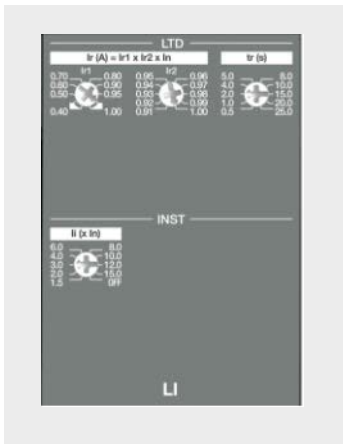 LTD
Ir (A) = Ir1 x Ir2 x In tr (s)
Ir1 Ir2
0.70 0.80 0.95 0.96 5.0 8.0
0.60 0.90 0.94 0.97 4.0 10.0
0.50 0.95 0.93 0.98 2.0 15.0
0.92 0.99 1.0 20.0
0.40 1.00 0.91 1.00 0.5 25.0
INST
Ii (x In)
6.0 8.0
4.0 10.0
3.0 12.0
2.0 15.0
1.5 OFF
LI